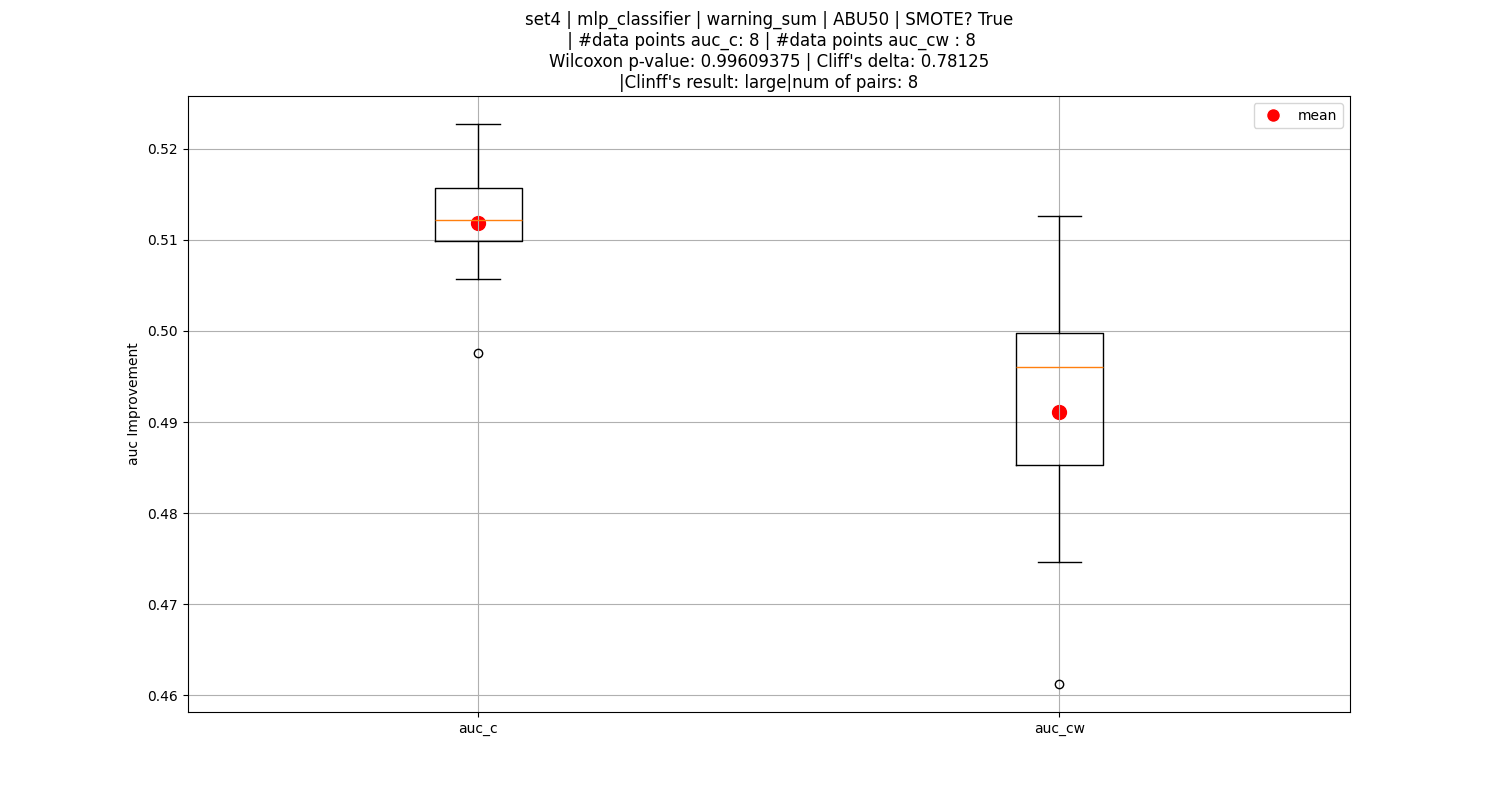 set4 | mlp_classifier | warning_sum | ABU50 | SMOTE? True
| #data points auc_c: 8 | #data points auc_cw : 8
Wilcoxon p-value: 0.99609375 | Cliff's delta: 0.78125
|Clinff's result: large|num of pairs: 8
mean
0.52
0.51
0.50
0.49
0.48
0.47
0.46
auc Improvement
auc_c
auc_cw